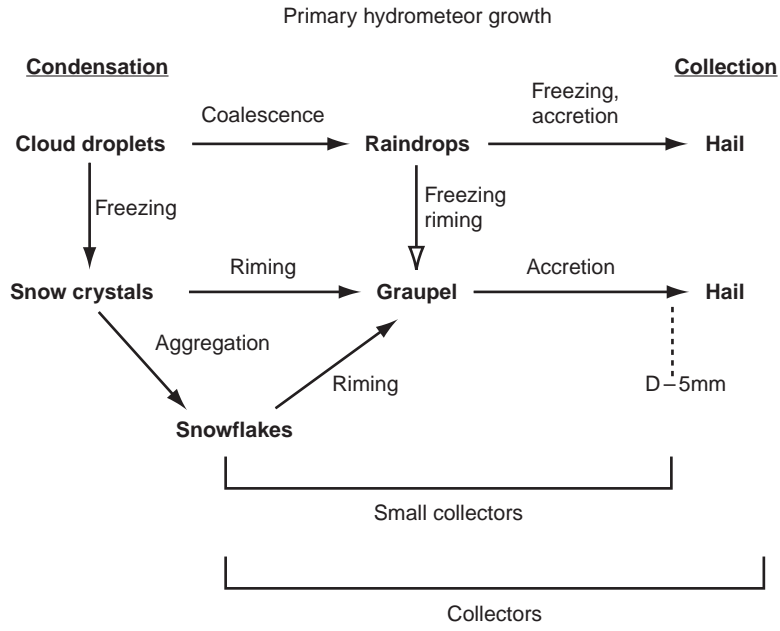 Primary hydrometeor growth
Condensation
Collection
Coalescence
Freezing,
accretion
Cloud droplets
Raindrops
Hail
Freezing
Freezing
riming
Snow crystals
Riming
Graupel
Accretion
Hail
Aggregation
Riming
D–5mm
Snowflakes
Small collectors
Collectors